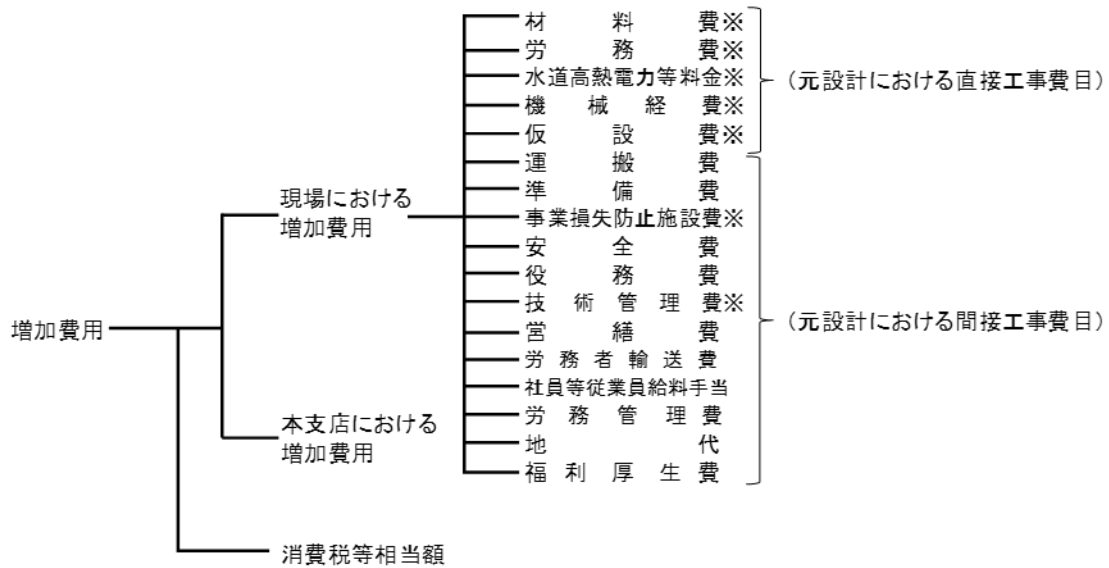 材料費※
労務費※
水道高熱電力等料金※
機械経費※
仮設費※
(元設計における直接工事費目)
運搬費
準備費
事業損失防止施設費※
安全費
役務費
技術管理費※
営繕費
労務者輸送費
社員等従業員給料手当
労務管理費
地代
福利厚生費
(元設計における間接工事費目)
現場における
増加費用
増加費用
本支店における
増加費用
消費税等相当額